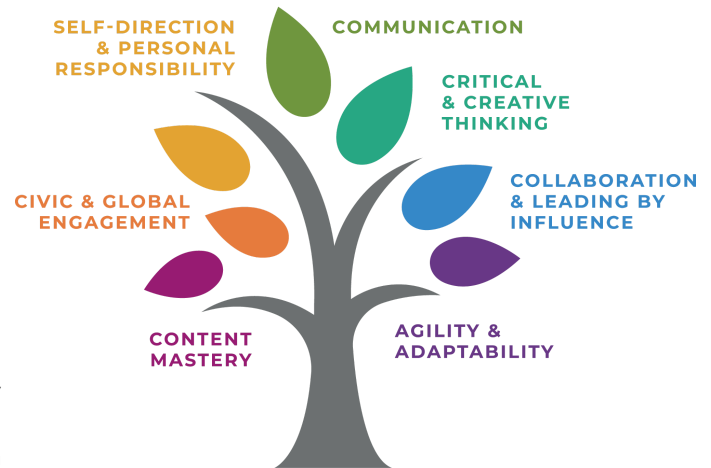 SELF-DIRECTION
& PERSONAL
RESPONSIBILITY
COMMUNICATION
CRITICAL
& CREATIVE
THINKING
CIVIC & GLOBAL
ENGAGEMENT
COLLABORATION
& LEADING BY
INFLUENCE
CONTENT
MASTERY
AGILITY &
ADAPTABILITY